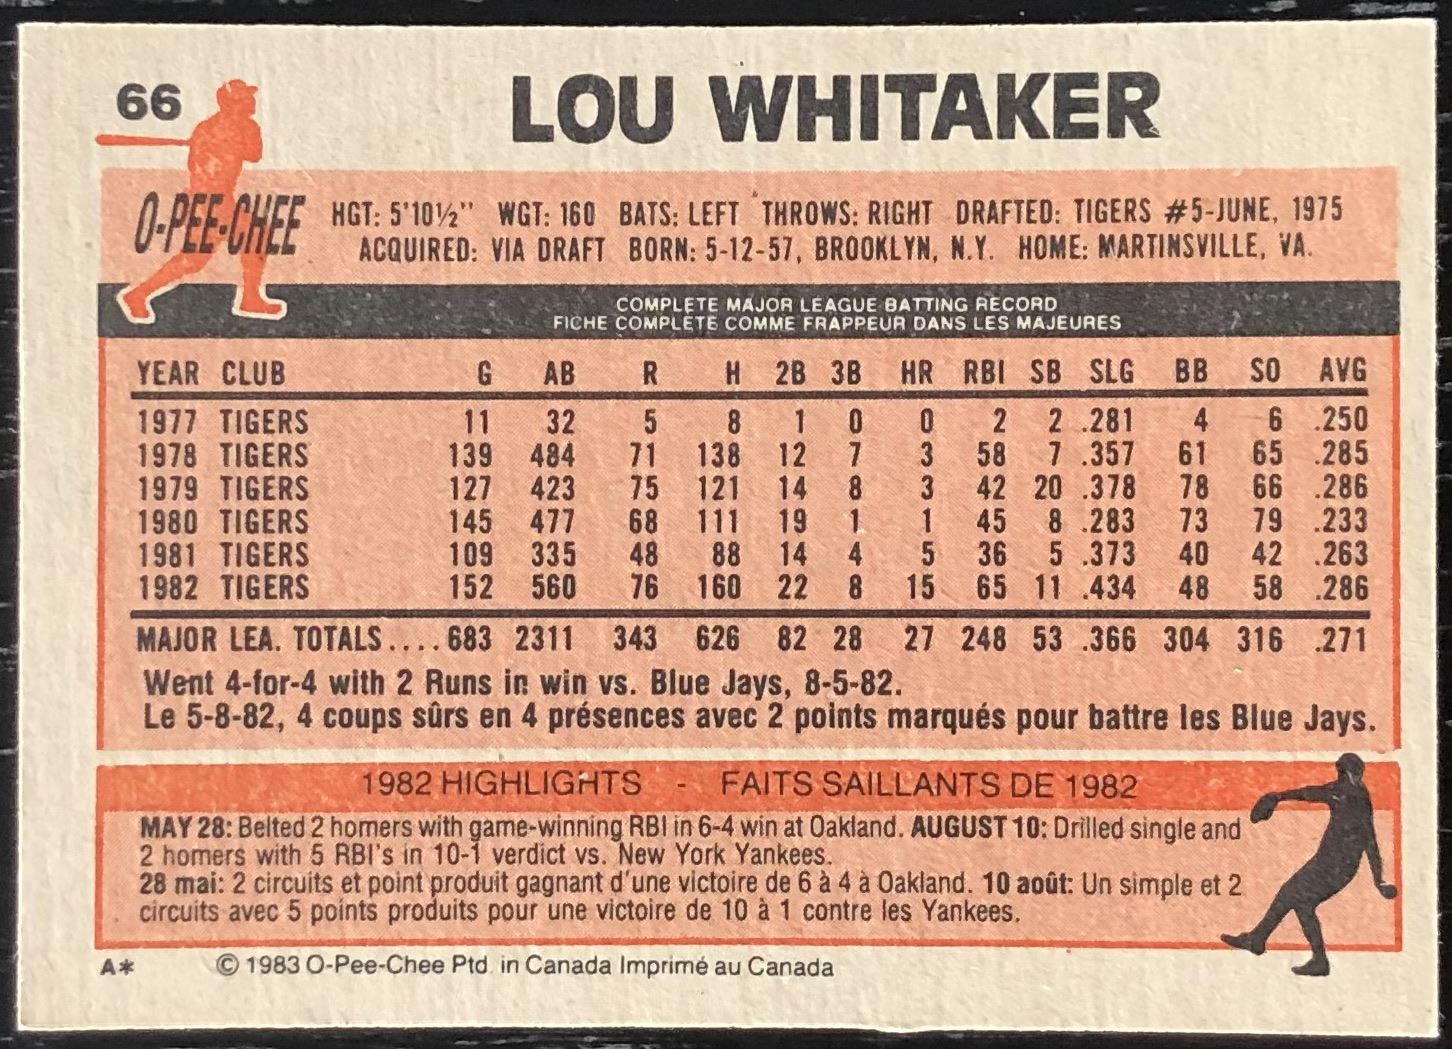 66
LOU WHITAKER
O-PEE-CHEE
HGT: 5'10½" WGT: 160 BATS: LEFT THROWS: RIGHT DRAFTED: TIGERS #5-JUNE, 1975
ACQUIRED: VIA DRAFT BORN: 5-12-57, BROOKLYN, N.Y. HOME: MARTINSVILLE, VA.
COMPLETE MAJOR LEAGUE BATTING RECORD
FICHE COMPLETE COMME FRAPPEUR DANS LES MAJEURES
YEAR CLUB G AB R H 2B 3B HR RBI SB SLG BB SO AVG
1977 TIGERS 11 32 5 8 1 0 0 2 2 .281 4 6 .250
1978 TIGERS 139 484 71 138 12 7 3 58 7 .357 61 65 .285
1979 TIGERS 127 423 75 121 14 8 3 42 20 .378 78 66 .286
1980 TIGERS 145 477 68 111 19 1 1 45 8 .283 73 79 .233
1981 TIGERS 109 335 48 88 14 4 5 36 5 .373 40 42 .263
1982 TIGERS 152 560 76 160 22 8 15 65 11 .434 48 58 .286
MAJOR LEA. TOTALS.... 683 2311 343 626 82 28 27 248 53 .366 304 316 .271
Went 4-for-4 with 2 Runs in win vs. Blue Jays, 8-5-82.
Le 5-8-82, 4 coups sûrs en 4 présences avec 2 points marqués pour battre les Blue Jays.
1982 HIGHLIGHTS - FAITS SAILLANTS DE 1982
MAY 28: Belted 2 homers with game-winning RBI in 6-4 win at Oakland. AUGUST 10: Drilled single and
2 homers with 5 RBI's in 10-1 verdict vs. New York Yankees.
28 mai: 2 circuits et point produit gagnant d'une victoire de 6 à 4 à Oakland. 10 août: Un simple et 2
circuits avec 5 points produits pour une victoire de 10 à 1 contre les Yankees.
A* © 1983 O-Pee-Chee Ptd. in Canada Imprimé au Canada